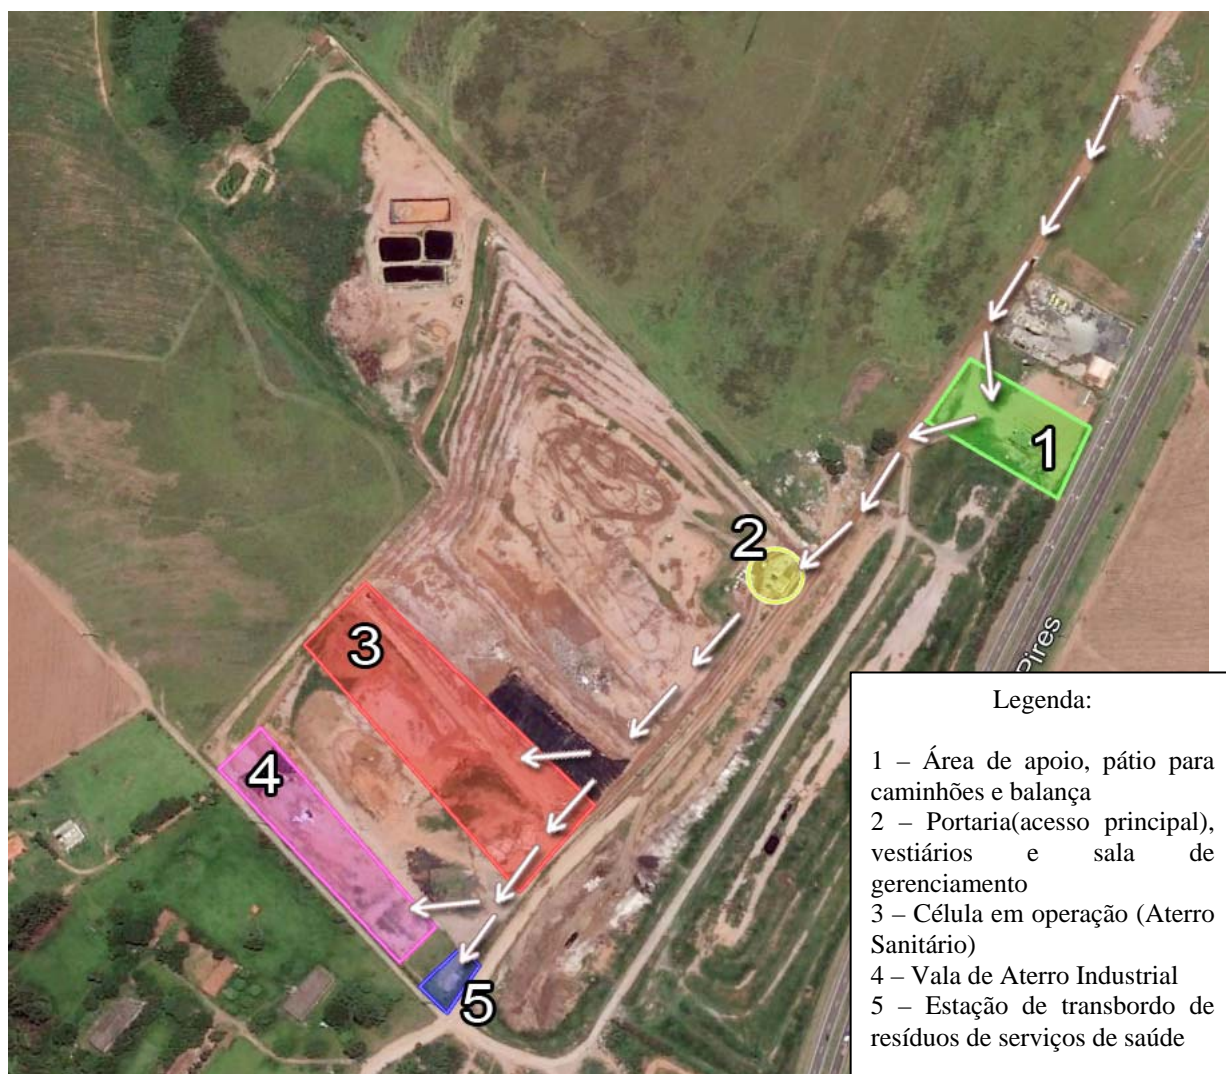 1
2
3
Pires
4
5
Legenda:
1 – Área de apoio, pátio para
caminhões e balança
2 – Portaria(acesso principal),
vestiários e sala de
gerenciamento
3 – Célula em operação (Aterro
Sanitário)
4 – Vala de Aterro Industrial
5 – Estação de transbordo de
resíduos de serviços de saúde